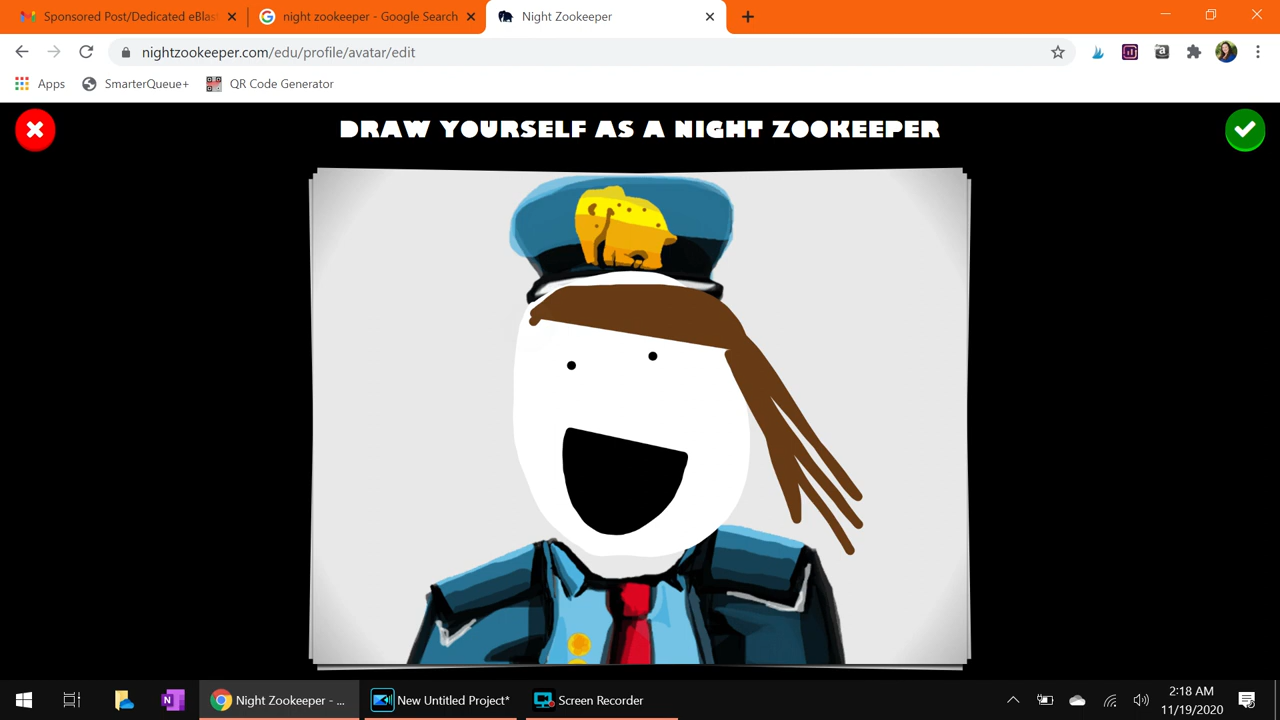 Sponsored Post/Dedicated eBlas
night zookeeper - Google Search
Night Zookeeper
nightzookeeper.com/edu/profile/avatar/edit
Apps
SmarterQueue+
QR Code Generator
DRAW YOURSELF AS A NIGHT ZOOKEEPER
Night Zookeeper - ...
New Untitled Project*
Screen Recorder
2:18 AM
11/19/2020